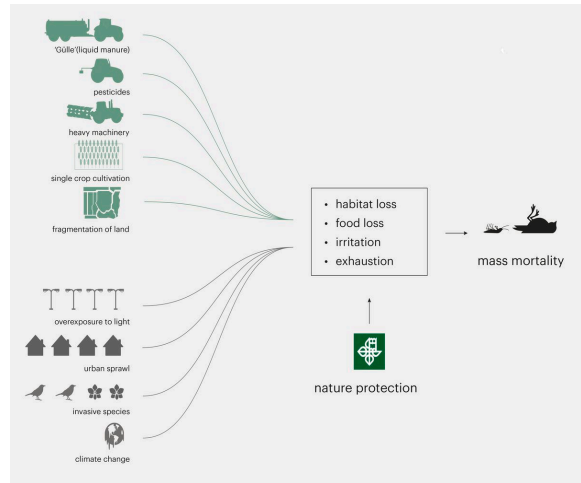 'Gülle'(liquid manure)
pesticides
heavy machinery
single crop cultivation
fragmentation of land
overexposure to light
urban sprawl
invasive species
climate change
• habitat loss
• food loss
• irritation
• exhaustion
mass mortality
nature protection